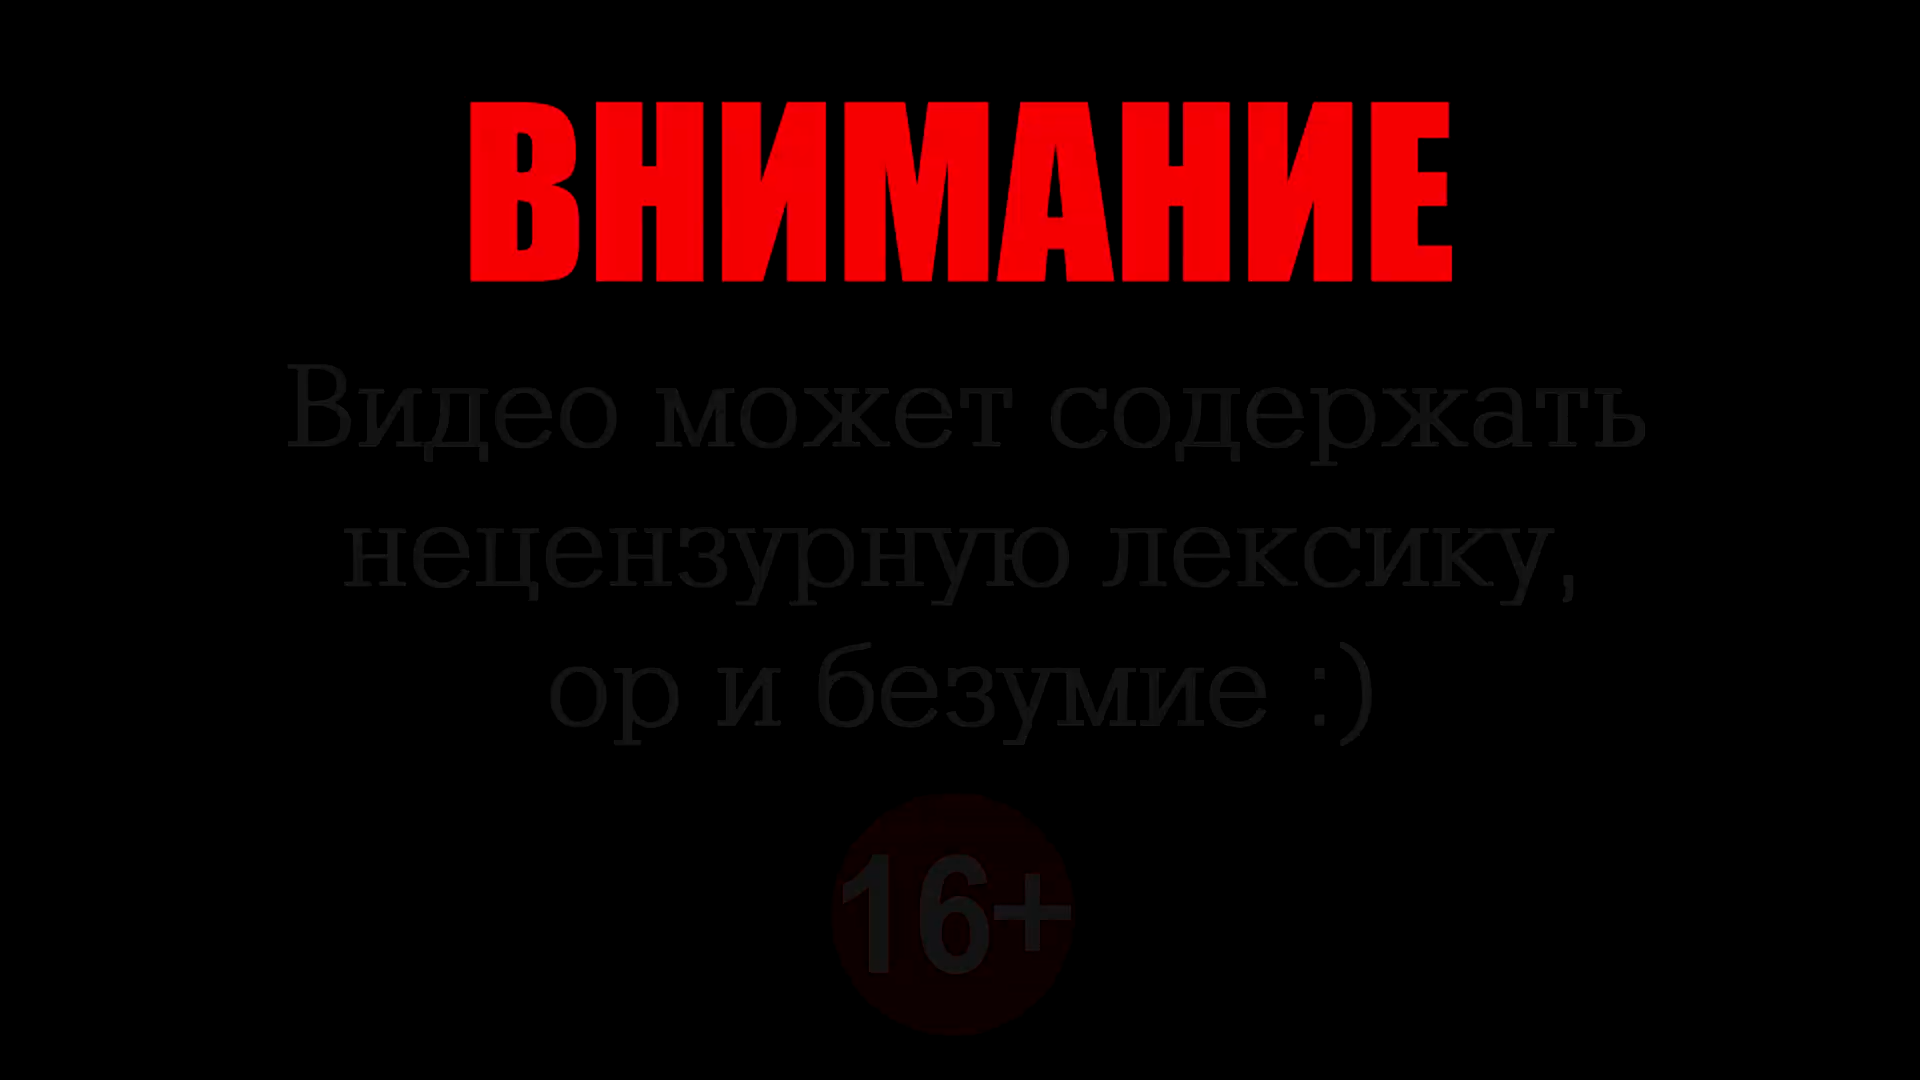 ВНИМАНИЕ
Видео может содержать
нецензурную лексику,
ор и безумие :)
16+